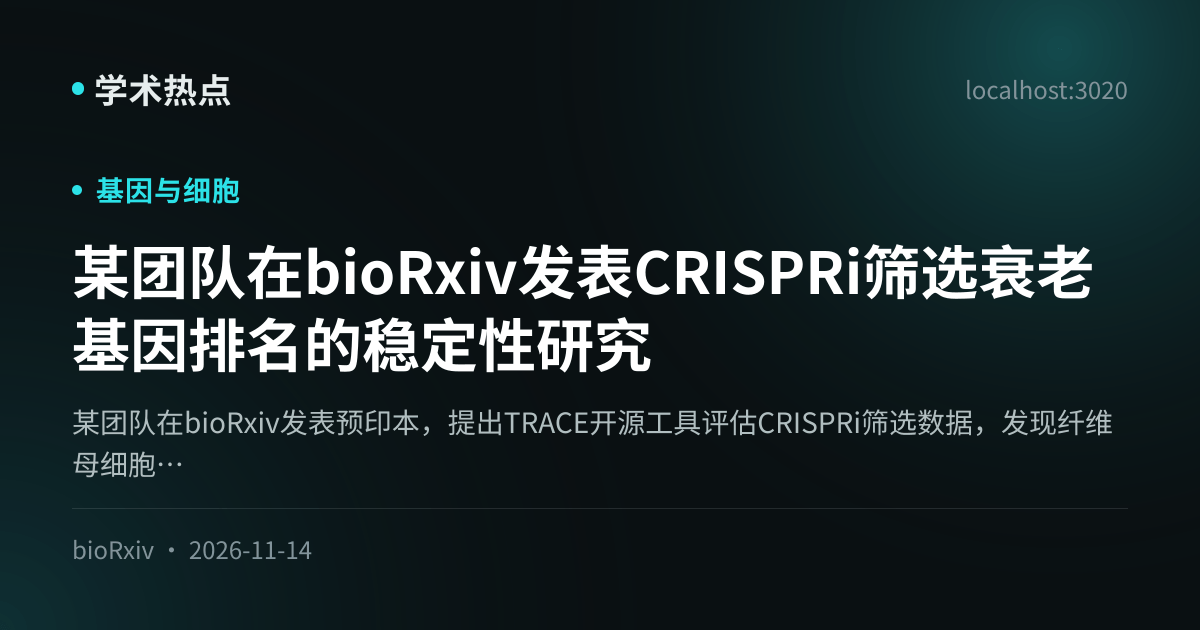 学术热点
localhost:3020
基因与细胞
某团队在bioRxiv发表CRISPRi筛选衰老
基因排名的稳定性研究
某团队在bioRxiv发表预印本，提出TRACE开源工具评估CRISPRi筛选数据，发现纤维
母细胞…
bioRxiv · 2026-11-14